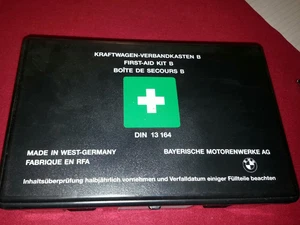 KRAFTWAGEN-VERBANDKASTEN B
FIRST-AID KIT B
BOÎTE DE SECOURS B
DIN 13 164
MADE IN WEST-GERMANY
FABRIQUE EN RFA
BAYERISCHE MOTORENWERKE AG
Inhaltsüberprüfung halbjährlich vornehmen und Verfalldatum einiger Füllteile beachten